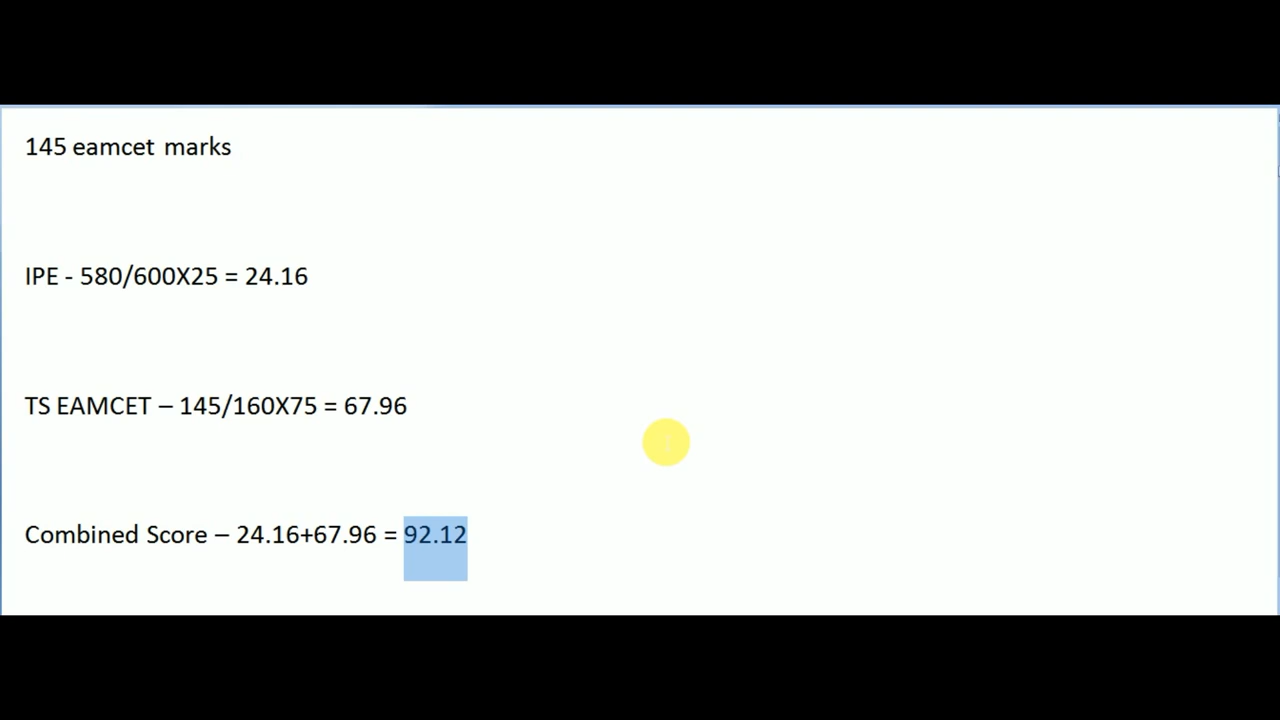 145 eamcet marks
IPE - 580/600X25 = 24.16
TS EAMCET – 145/160X75 = 67.96
Combined Score – 24.16+67.96 = 92.12